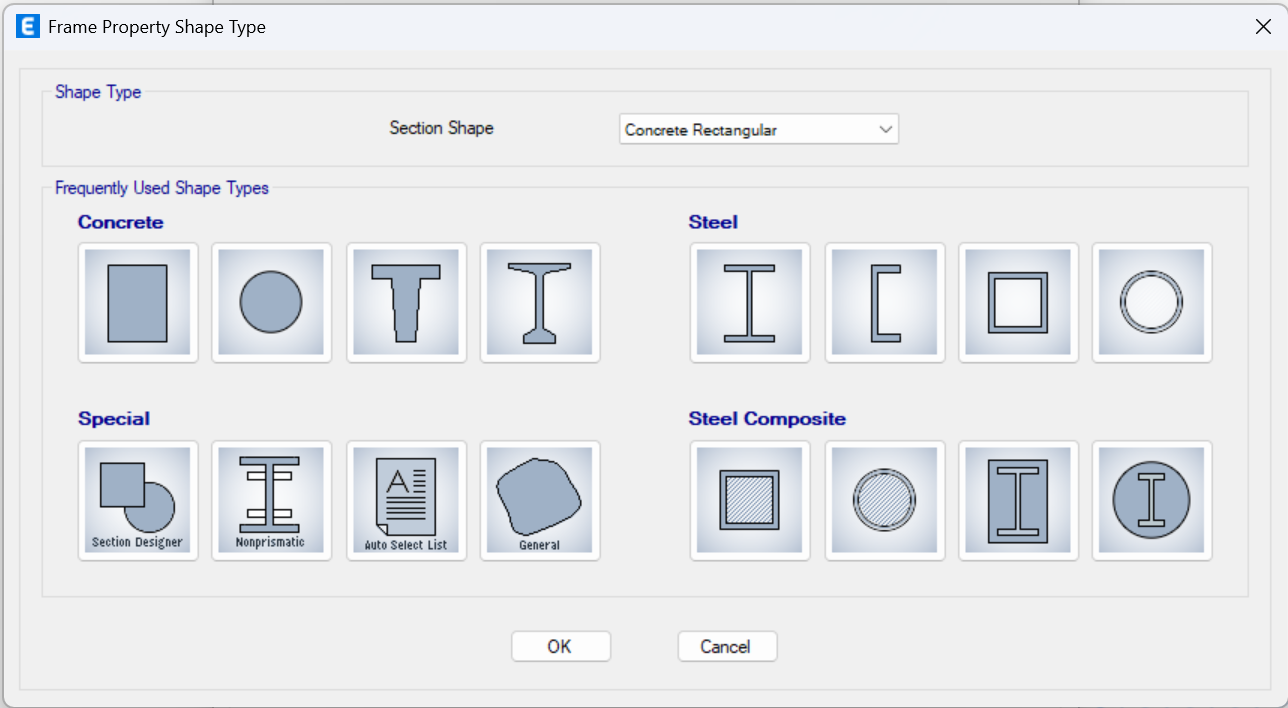 E Frame Property Shape Type
Shape Type
Section Shape Concrete Rectangular
Frequently Used Shape Types
Concrete Steel
Special Steel Composite
Section Designer Nonprismatic A Auto Select List General
OK Cancel